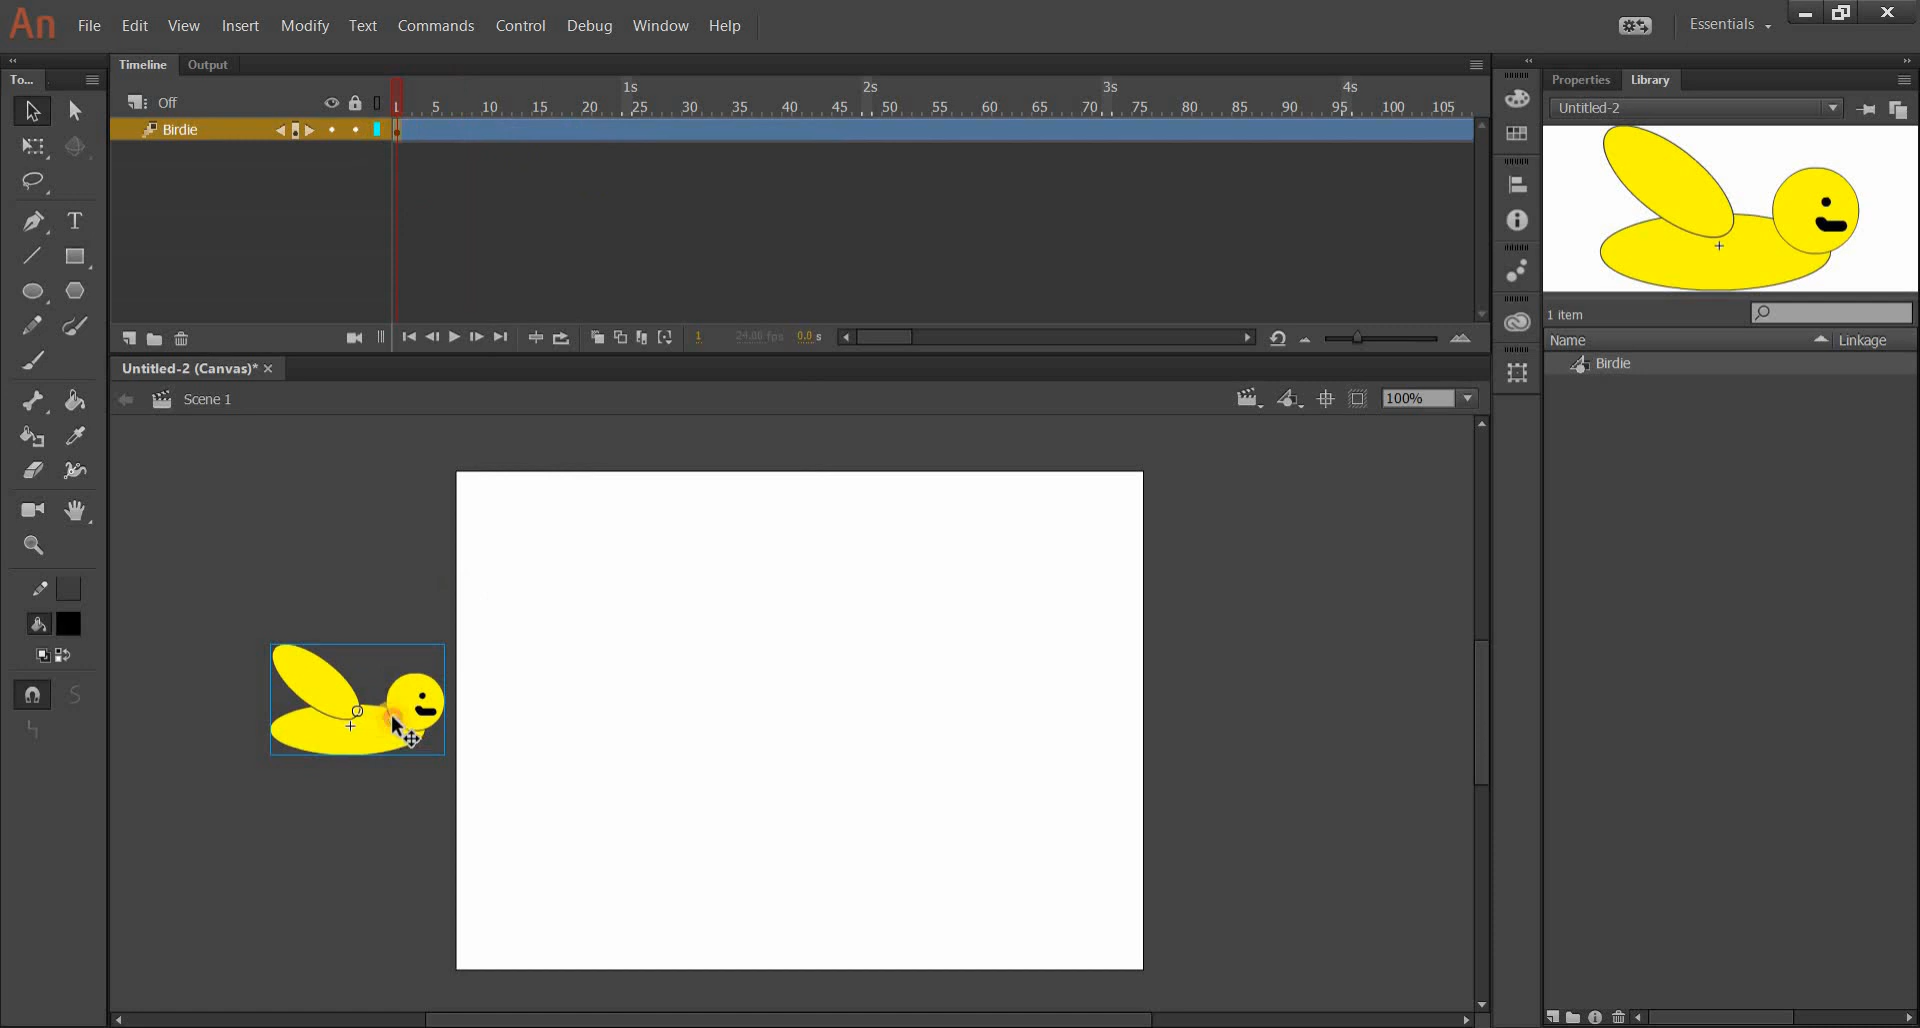 An File Edit View Insert Modify Text Commands Control Debug Window Help Essentials
Timeline Output
To...
Properties Library
Off
1s 2s 3s 4s
1 5 10 15 20 25 30 35 40 45 50 55 60 65 70 75 80 85 90 95 100 105
Untitled-2
Birdie
1 item
1 24.00 fps 0.0 s
Name Linkage
Birdie
Untitled-2 (Canvas)* ×
Scene 1
100%